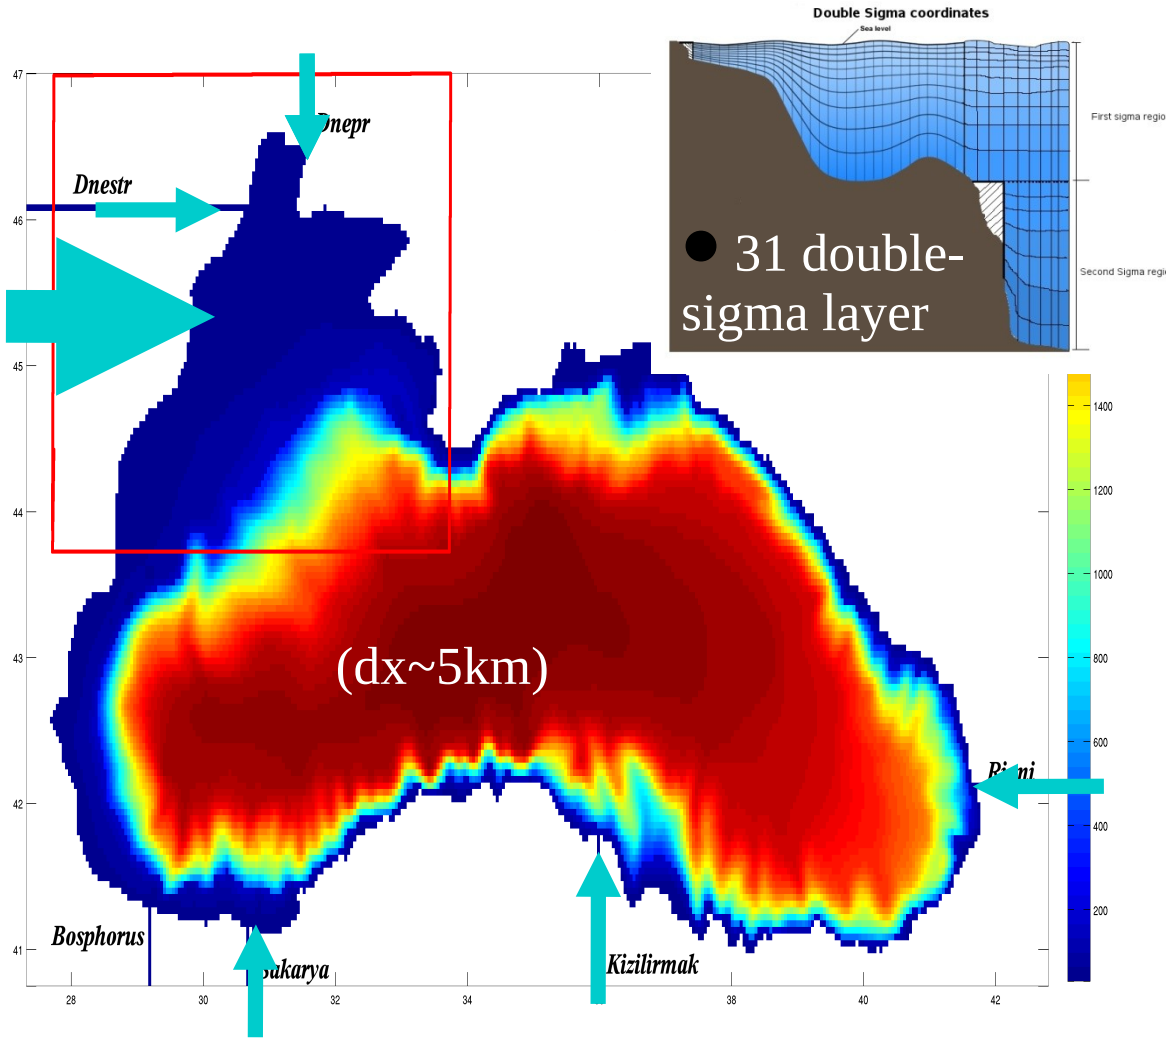 Double Sigma coordinates
Sea level
First sigma regio
Second Sigma regio
31 double-
sigma layer
47
46
45
44
43
42
41
Dnepr
Dnestr
(dx~5km)
Rioni
Bosphorus
Sakarya
Kizilirmak
28
30
32
34
38
40
42
1400
1200
1000
800
600
400
200